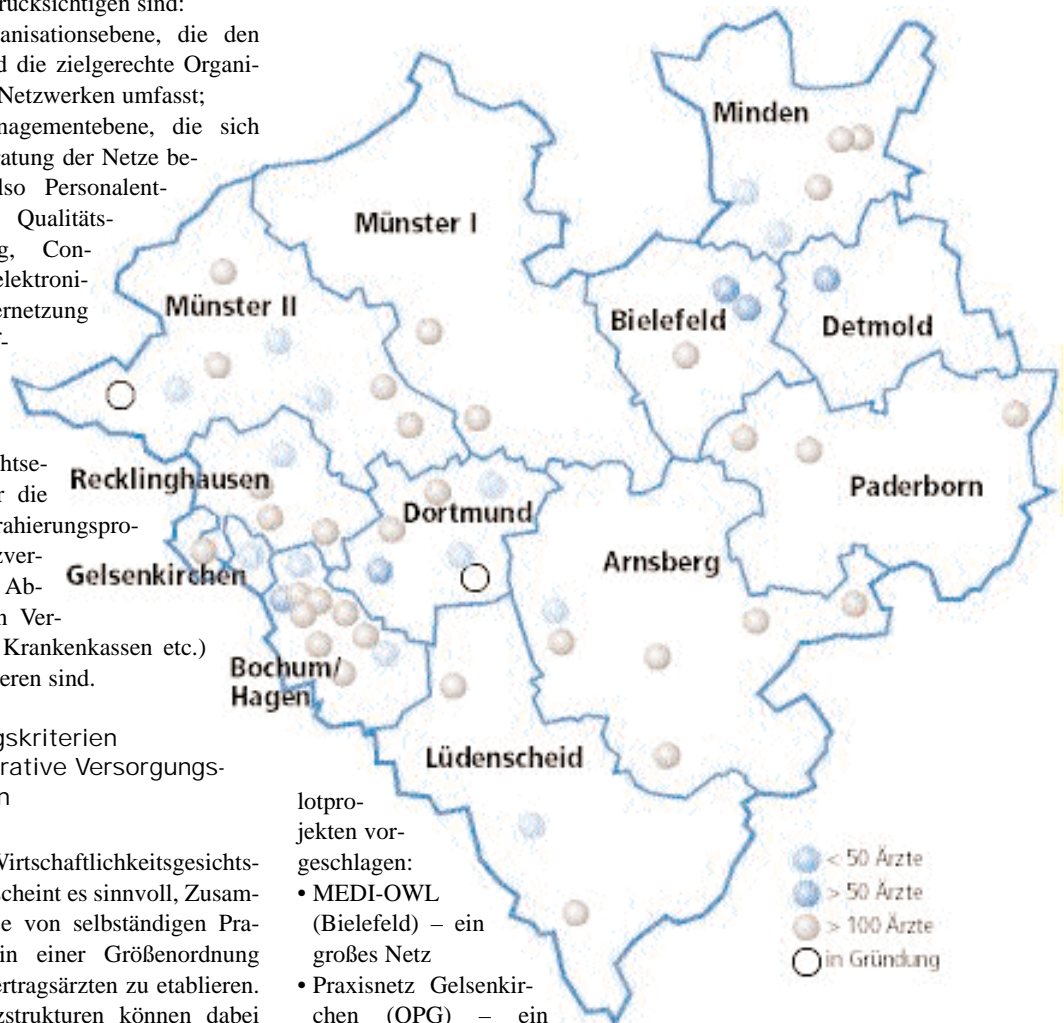 rücksichtigen sind:
anisationsebene, die den
d die zielgerechte Organi-
Netzwerken umfasst;
nagementebene, die sich
ratung der Netze be-
lso Personalent-
Qualitäts-
g, Con-
elektroni-
ernetzung
f-
chtse-
r die
rahierungspro-
zver-
Ab-
n Ver-
Krankenkassen etc.)
eren sind.
gskriterien
rative Versorgungs-
n
Wirtschaftlichkeitsgesichts-
scheint es sinnvoll, Zusam-
e von selbständigen Pra-
in einer Größenordnung
ertragsärzten zu etablieren.
zstrukturen können dabei
lotpro-
jekten vor-
geschlagen:
• MEDI-OWL
(Bielefeld) – ein
großes Netz
• Praxisnetz Gelsenkir-
chen (OPG) – ein
Minden
Münster I
Münster II
Bielefeld
Detmold
Recklinghausen
Dortmund
Paderborn
Gelsenkirchen
Arnsberg
Bochum/
Hagen
Lüdenscheid
< 50 Ärzte
> 50 Ärzte
> 100 Ärzte
in Gründung